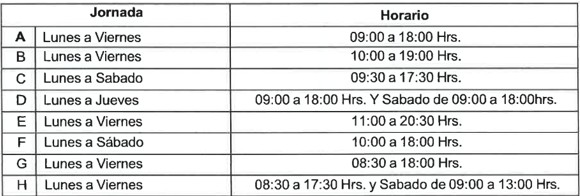 Jornada Horario
A Lunes a Viernes 09:00 a 18:00 Hrs.
B Lunes a Viernes 10:00 a 19:00 Hrs.
C Lunes a Sabado 09:30 a 17:30 Hrs.
D Lunes a Jueves 09:00 a 18:00 Hrs. Y Sabado de 09:00 a 18:00hrs.
E Lunes a Viernes 11:00 a 20:30 Hrs.
F Lunes a Sábado 10:00 a 18:00 Hrs.
G Lunes a Viernes 08:30 a 18:00 Hrs.
H Lunes a Viernes 08:30 a 17:30 Hrs. y Sabado de 09:00 a 13:00 Hrs.